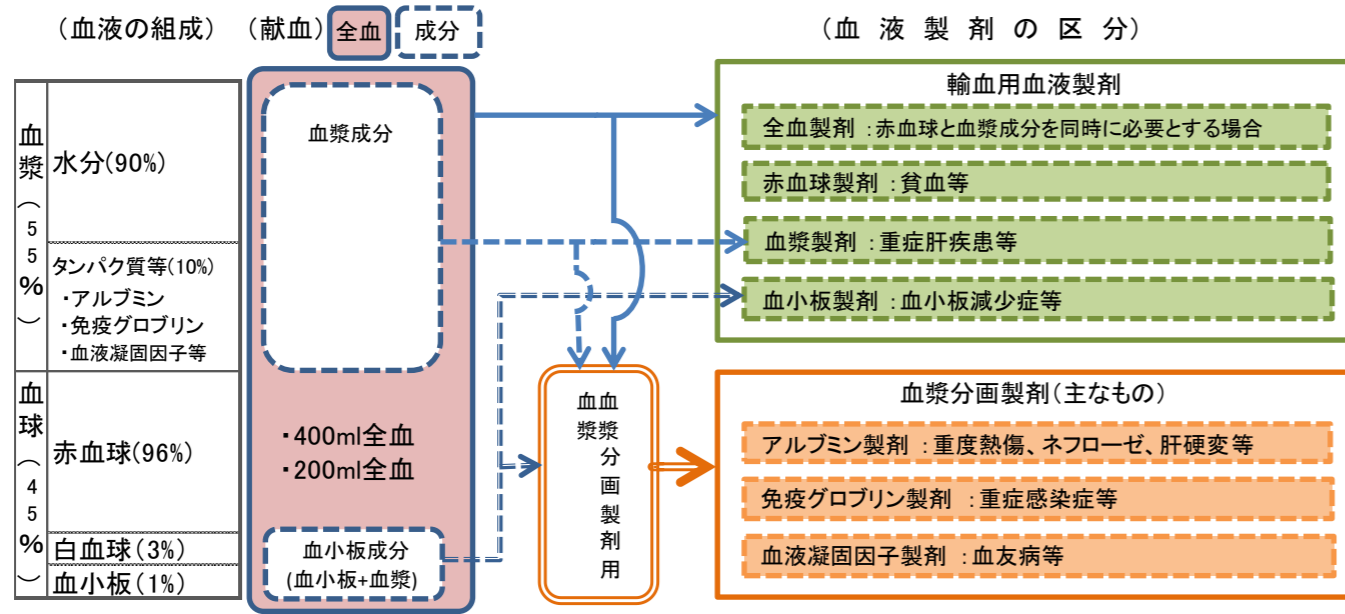 (血液の組成)
(献血)
全血
成分
(血液製剤の区分)
血漿(55%)
水分(90%)
タンパク質等(10%)
・アルブミン
・免疫グロブリン
・血液凝固因子等
血球(45%)
赤血球(96%)
白血球(3%)
血小板(1%)
血漿成分
・400ml全血
・200ml全血
血小板成分
(血小板+血漿)
血漿分画製剤用
血漿
輸血用血液製剤
全血製剤:赤血球と血漿成分を同時に必要とする場合
赤血球製剤:貧血等
血漿製剤:重症肝疾患等
血小板製剤:血小板減少症等
血漿分画製剤(主なもの)
アルブミン製剤:重度熱傷、ネフローゼ、肝硬変等
免疫グロブリン製剤:重症感染症等
血液凝固因子製剤:血友病等